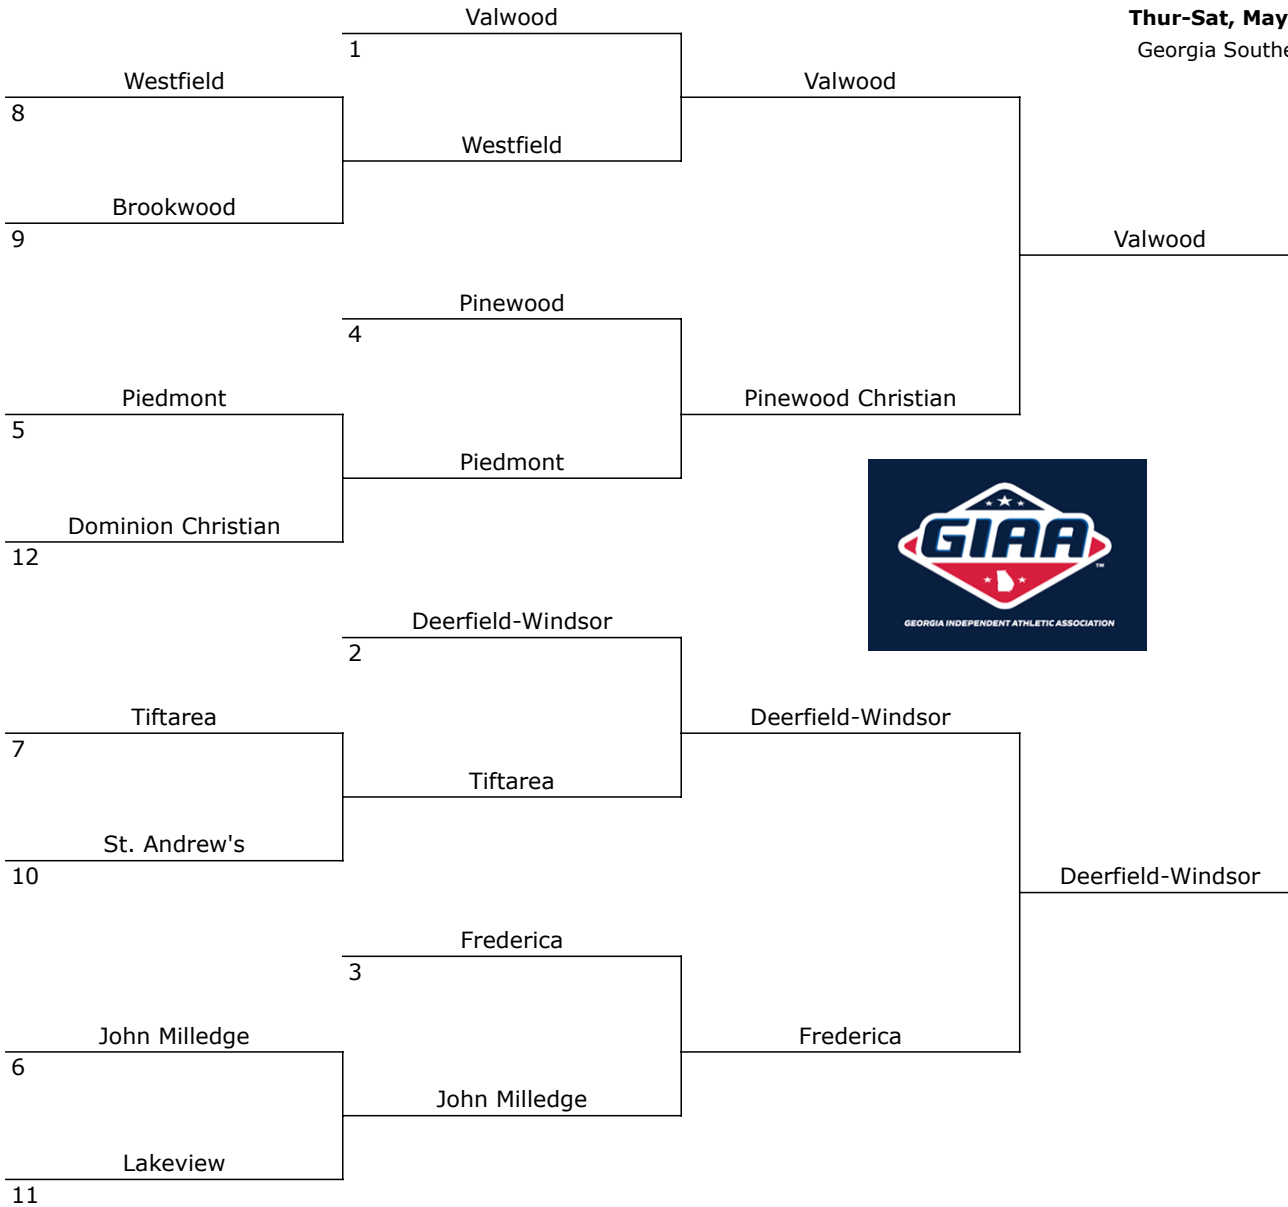 Valwood
Thur-Sat, May
1
Georgia Southe
Westfield
Valwood
8
Westfield
Brookwood
9
Valwood
Pinewood
4
Piedmont
Pinewood Christian
5
Piedmont
Dominion Christian
12
GIAA
TM
GEORGIA INDEPENDENT ATHLETIC ASSOCIATION
Deerfield-Windsor
2
Tiftarea
Deerfield-Windsor
7
Tiftarea
St. Andrew's
10
Deerfield-Windsor
Frederica
3
John Milledge
Frederica
6
John Milledge
Lakeview
11